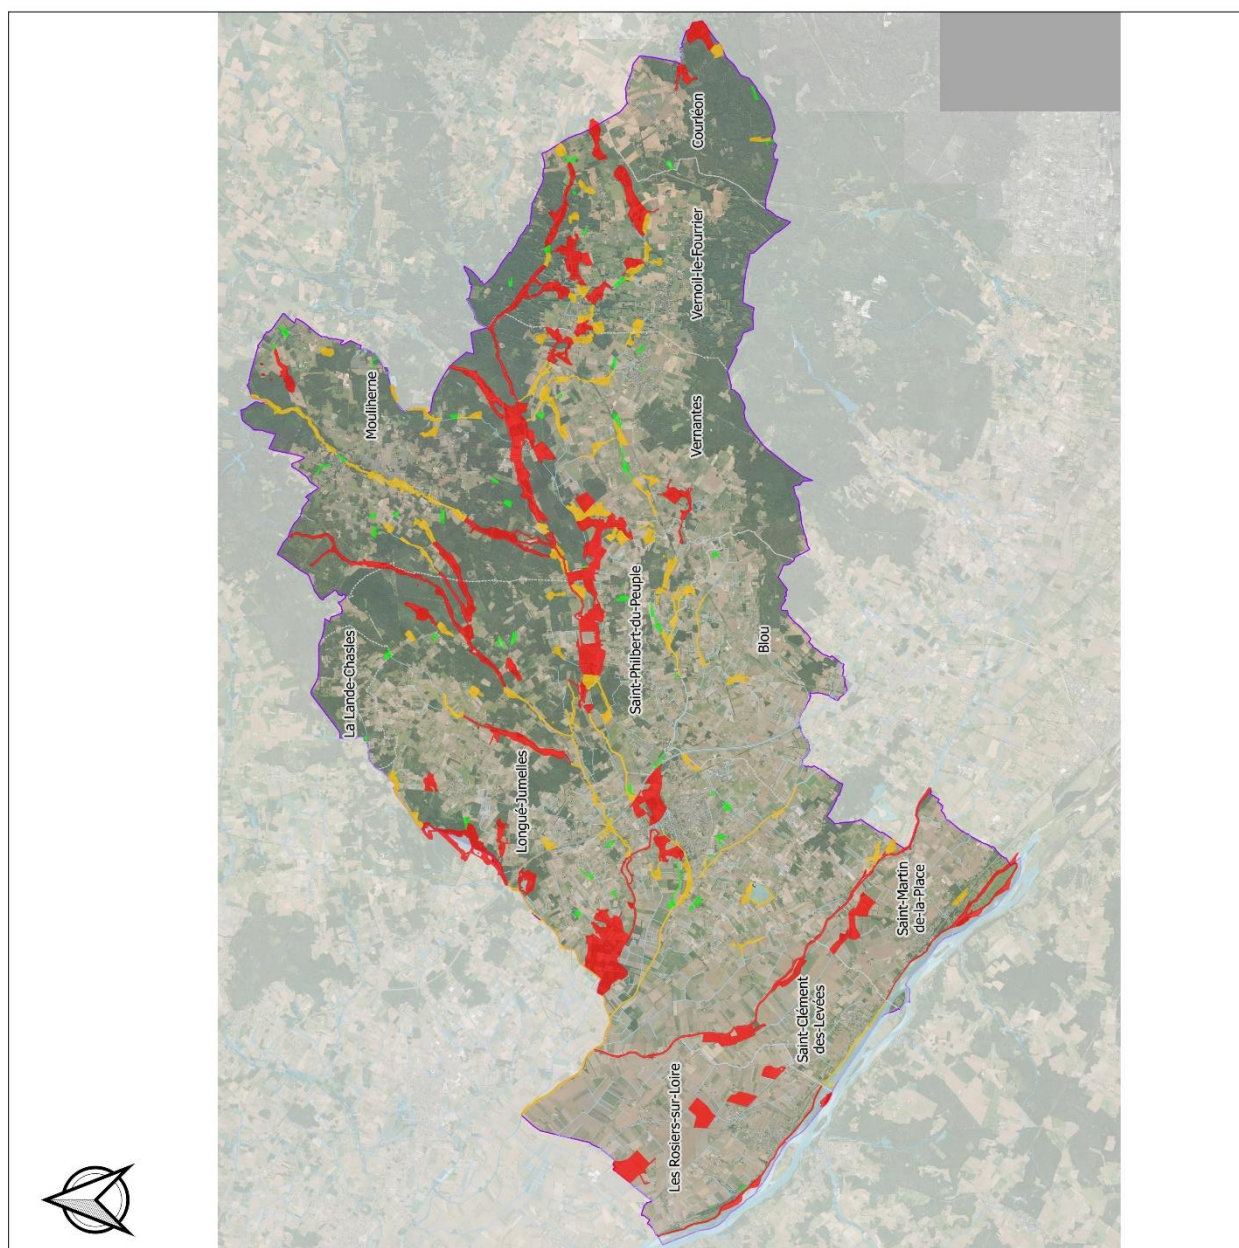 Courléon
Vernoil-le-Fourrier
Mouliherne
Vernantes
La Lande-Chasles
Saint-Philbert-du-Peuple
Blou
Longué-Jumelles
Saint-Martin
de-la-Place
Saint-Clément
des-Levées
Les Rosiers-sur-Loire